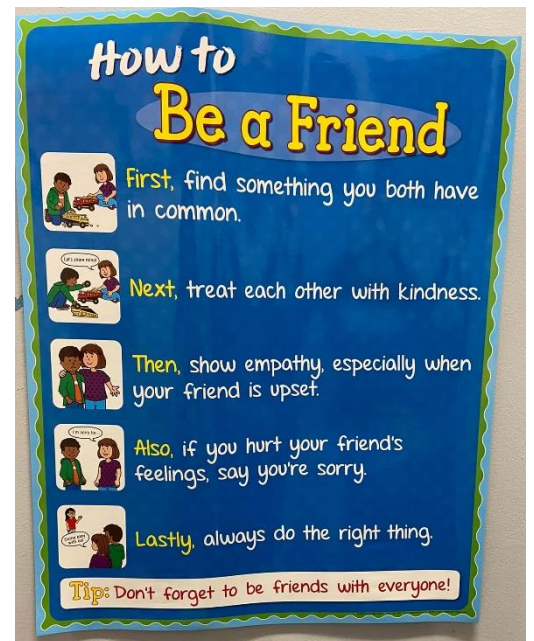 How to
Be a Friend
First, find something you both have
in common.
Next, treat each other with kindness.
Then, show empathy, especially when
your friend is upset.
Also, if you hurt your friend's
feelings, say you're sorry.
Lastly, always do the right thing.
Tip: Don't forget to be friends with everyone!